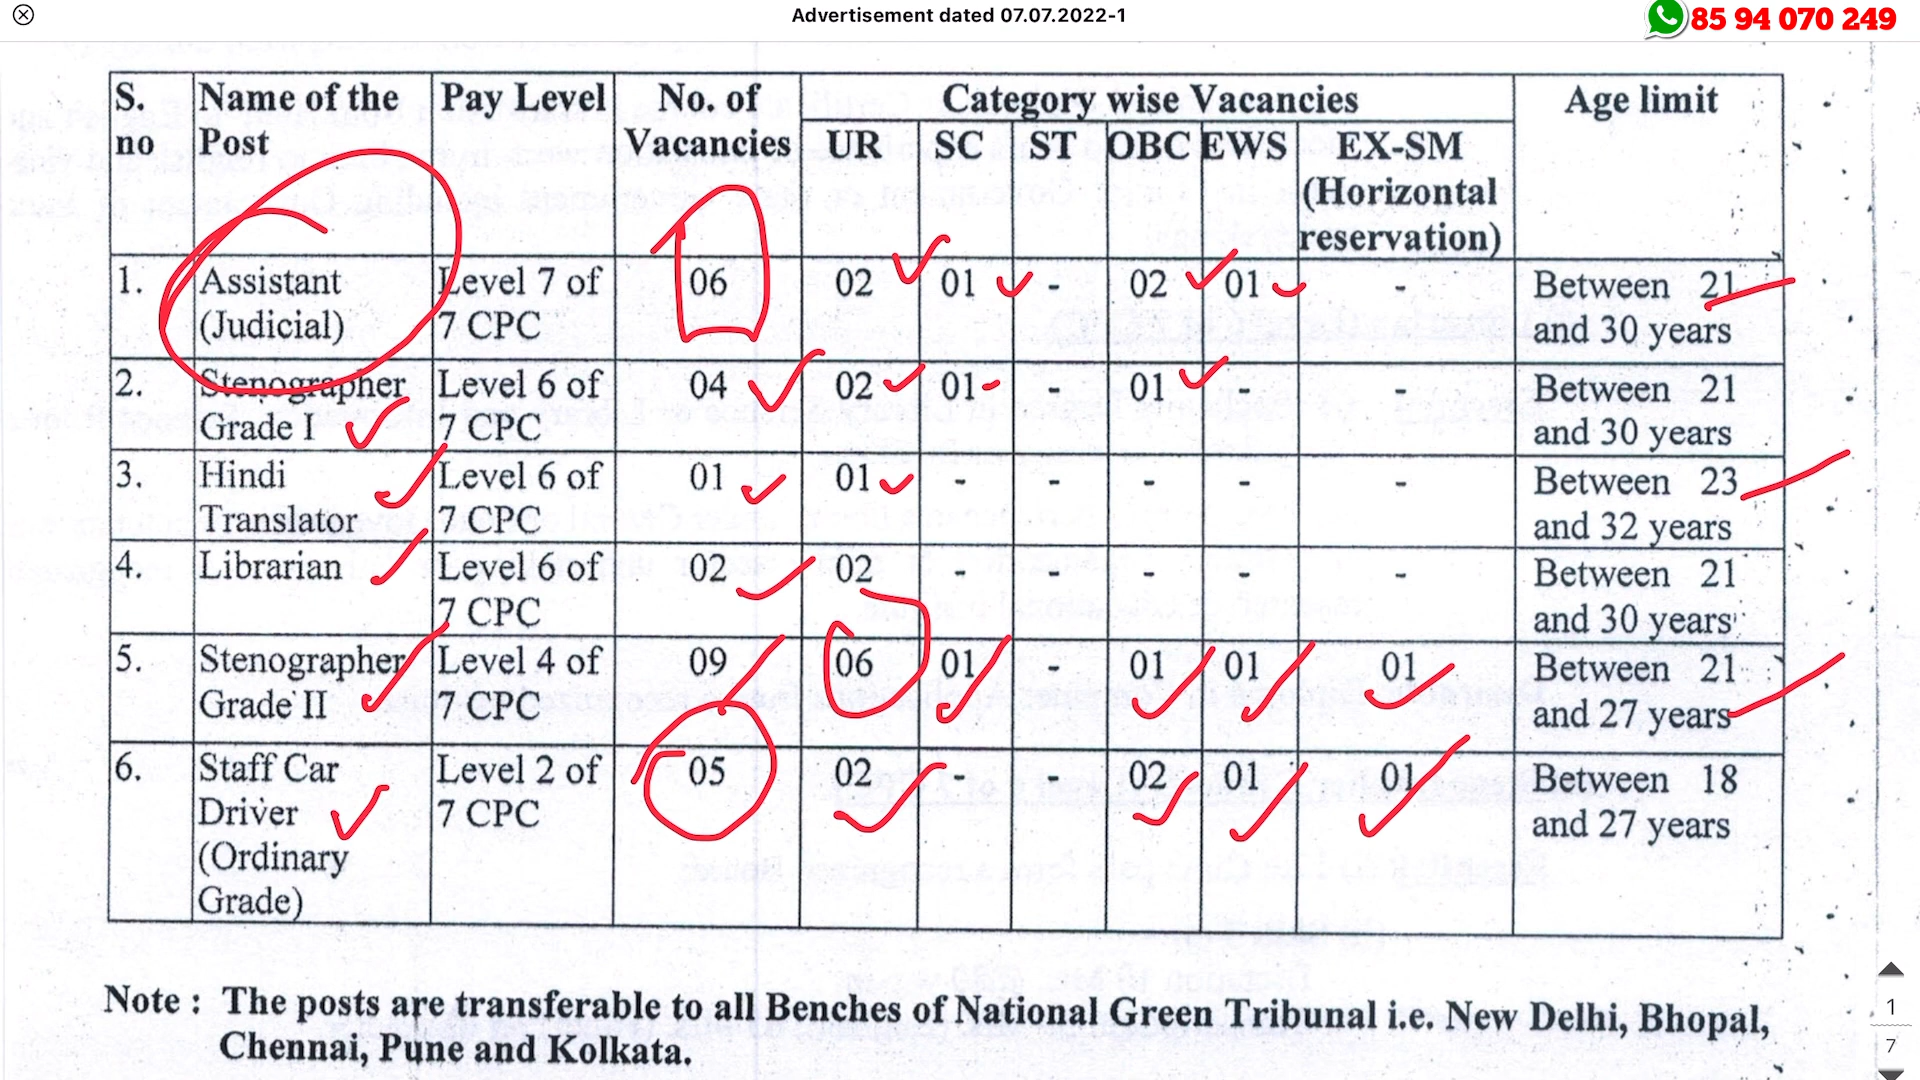 Advertisement dated 07.07.2022-1
85 94 070 249
S. no | Name of the Post | Pay Level | No. of Vacancies | Category wise Vacancies | Age limit
UR | SC | ST | OBC | EWS | EX-SM (Horizontal reservation)
1. | Assistant (Judicial) | Level 7 of 7 CPC | 06 | 02 | 01 | - | 02 | 01 | - | Between 21 and 30 years
2. | Stenographer Grade I | Level 6 of 7 CPC | 04 | 02 | 01 | - | 01 | - | - | Between 21 and 30 years
3. | Hindi Translator | Level 6 of 7 CPC | 01 | 01 | - | - | - | - | - | Between 23 and 32 years
4. | Librarian | Level 6 of 7 CPC | 02 | 02 | - | - | - | - | - | Between 21 and 30 years
5. | Stenographer Grade II | Level 4 of 7 CPC | 09 | 06 | 01 | - | 01 | 01 | 01 | Between 21 and 27 years
6. | Staff Car Driver (Ordinary Grade) | Level 2 of 7 CPC | 05 | 02 | - | - | 02 | 01 | 01 | Between 18 and 27 years
Note : The posts are transferable to all Benches of National Green Tribunal i.e. New Delhi, Bhopal,
Chennai, Pune and Kolkata.
1
7